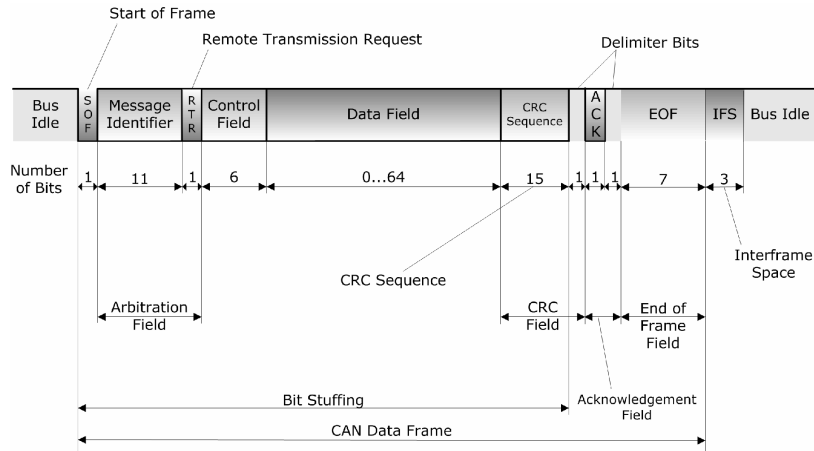 Start of Frame
Remote Transmission Request
Delimiter Bits
Bus
Idle
S
O
F
Message
Identifier
R
T
R
Control
Field
Data Field
CRC
Sequence
A
C
K
EOF
IFS
Bus Idle
Number
of Bits
1
11
1
6
0...64
15
1
1
1
7
3
CRC Sequence
Interframe
Space
Arbitration
Field
CRC
Field
End of
Frame
Field
Bit Stuffing
Acknowledgement
Field
CAN Data Frame